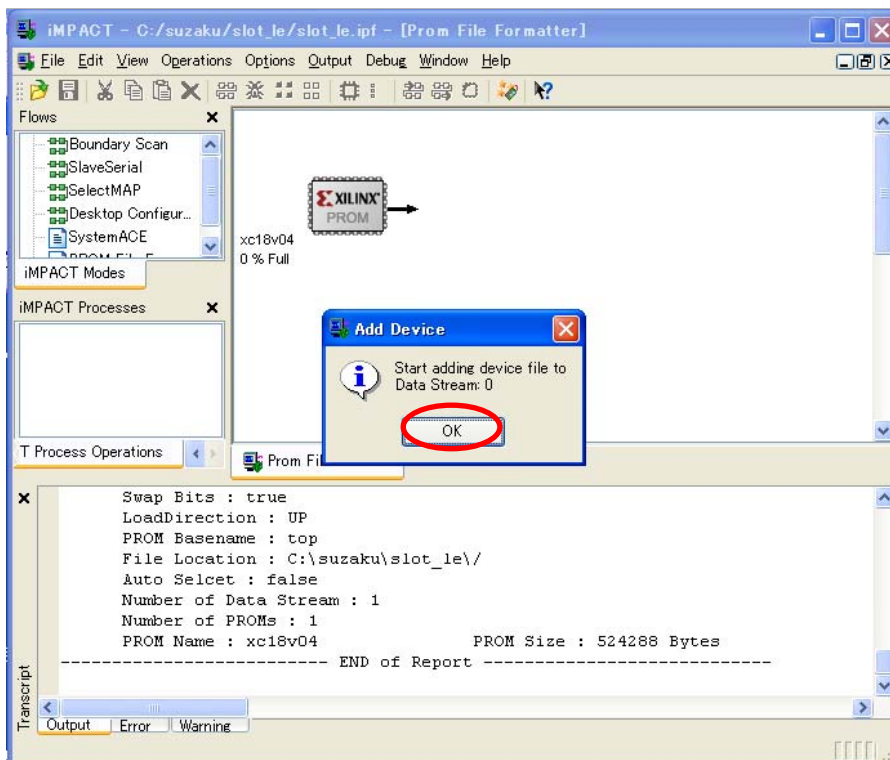 iMPACT - C:/suzaku/slot_le/slot_le.ipf - [Prom File Formatter]
File Edit View Operations Options Output Debug Window Help
Flows
Boundary Scan
SlaveSerial
SelectMAP
Desktop Configur...
SystemACE
iMPACT Modes
iMPACT Processes
T Process Operations
XILINX
PROM
xc18v04
0 % Full
Add Device
Start adding device file to
Data Stream: 0
OK
Prom Fi
Swap Bits : true
LoadDirection : UP
PROM Basename : top
File Location : C:\suzaku\slot_le\/
Auto Selcet : false
Number of Data Stream : 1
Number of PROMs : 1
PROM Name : xc18v04 PROM Size : 524288 Bytes
---------------------------- END of Report ----------------------------
Transcript
Output Error Warning